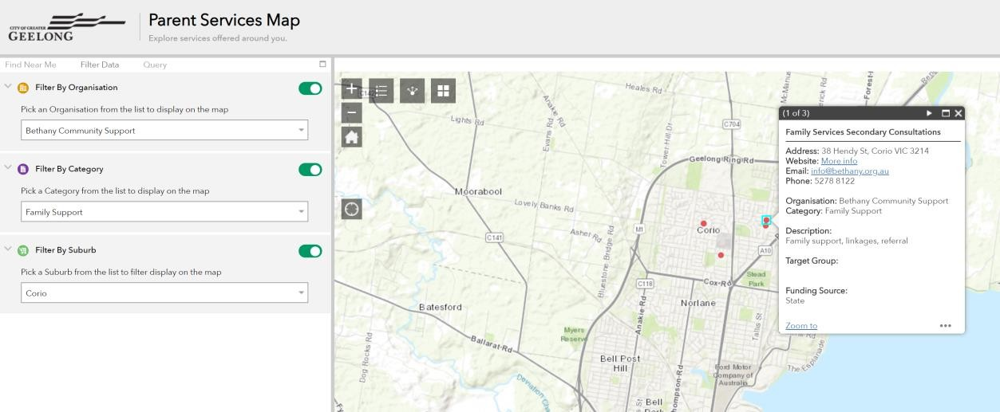 CITY OF GREATER
GEELONG
Parent Services Map
Explore services offered around you.
Find Near Me
Filter Data
Query
Filter By Organisation
Pick an Organisation from the list to display on the map
Bethany Community Support
Filter By Category
Pick a Category from the list to display on the map
Family Support
Filter By Suburb
Pick a Suburb from the list to filter display on the map
Corio
C142
Heales Rd
Anakie Rd
Lights Rd
Evans Rd
Tower Hill Dr
C704
Forest
Geelong Ring Rd
Moorabool
Lovely Banks Rd
M1
Corio
C141
Asher Rd
Bluestone Bridge Rd
A10
Stead
Park
C118
Cox-Rd
Norlane
Batesford
Anakie Rd
Tallis St
Myers
Reserve
Ballarat-Rd
Dog Rocks Rd
Bell Post
Hill
Ford Motor
Company of
Australia
The Esplanade
Deviation
Bell
(1 of 3)
Family Services Secondary Consultations
Address: 38 Hendy St, Corio VIC 3214
Website: More info
Email: info@bethany.org.au
Phone: 5278 8122
Organisation: Bethany Community Support
Category: Family Support
Description:
Family support, linkages, referral
Target Group:
Funding Source:
State
Zoom to